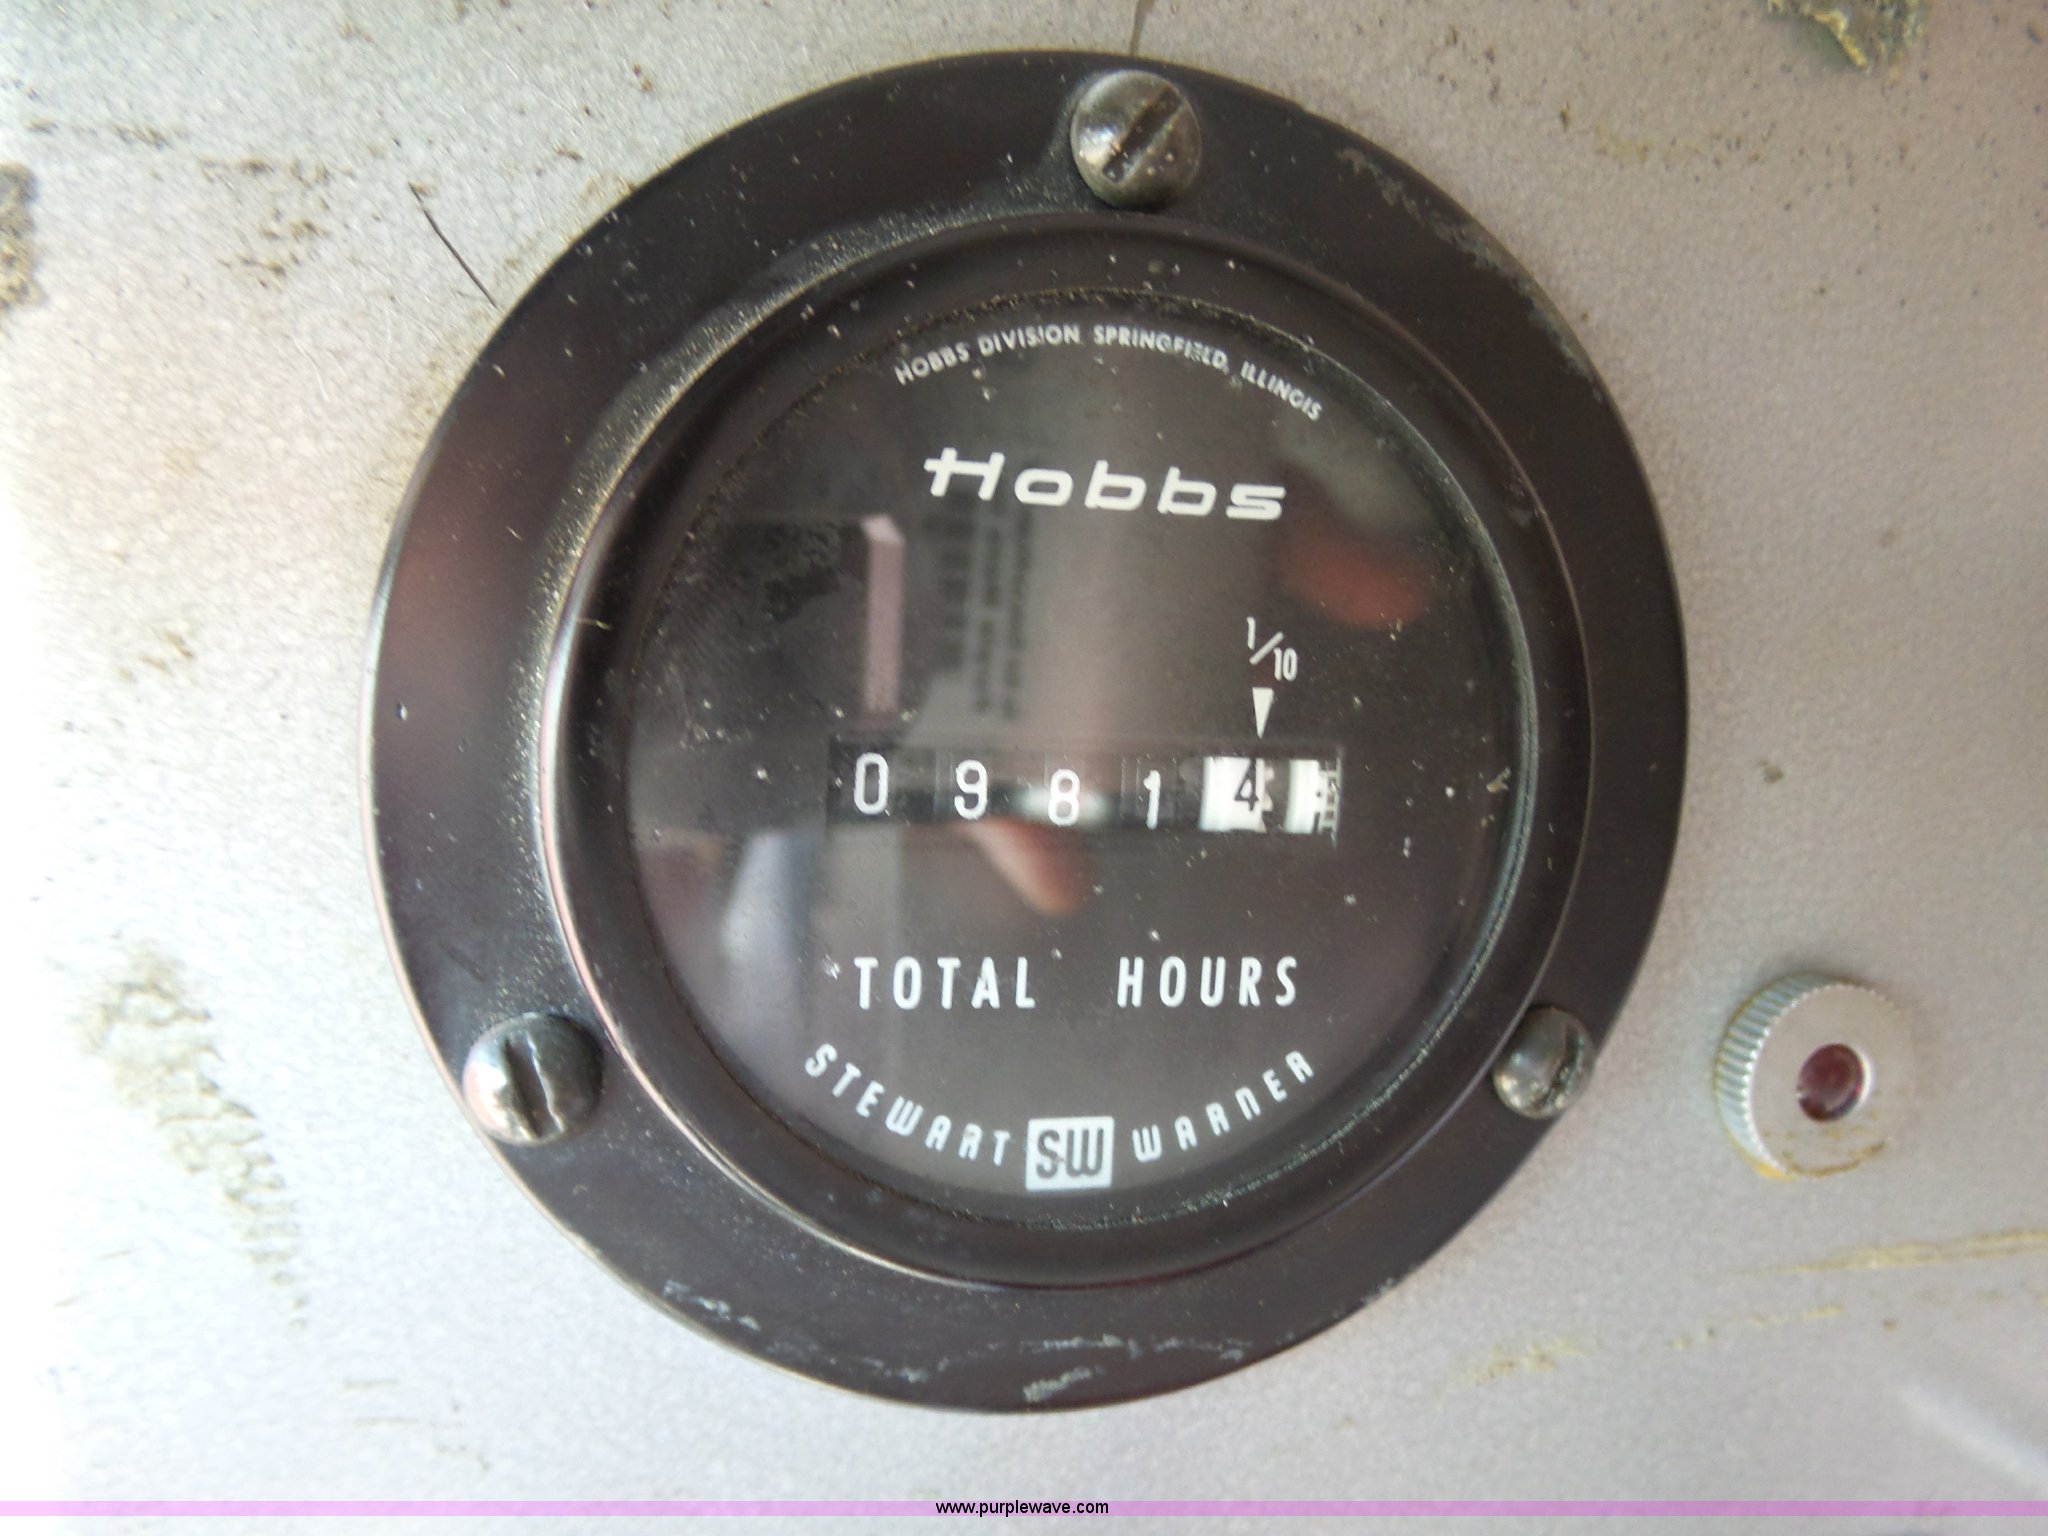 HOBBS DIVISION SPRINGFIELD, ILLINOIS
Hobbs
1/10
0 9 8 1 4
TOTAL HOURS
STEWART SW WARNER
www.purplewave.com